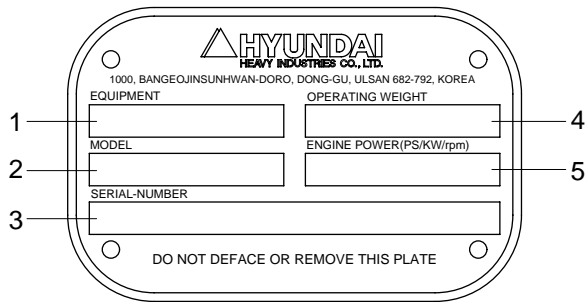 HYUNDAI
HEAVY INDUSTRIES CO., LTD.
1000, BANGEOJINSUNHWAN-DORO, DONG-GU, ULSAN 682-792, KOREA
EQUIPMENT OPERATING WEIGHT
1 4
MODEL ENGINE POWER(PS/KW/rpm)
2 5
SERIAL-NUMBER
3
DO NOT DEFACE OR REMOVE THIS PLATE